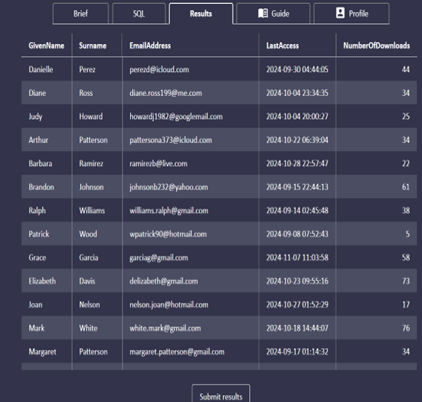 Brief SQL Results Guide Profile
GivenName Surname EmailAddress LastAccess NumberOfDownloads
Danielle Perez perezd@icloud.com 2024-09-30 04:44:05 44
Diane Ross diane.ross199@me.com 2024-10-04 23:34:35 34
Judy Howard howardj1982@googlemail.com 2024-10-04 20:00:27 25
Arthur Patterson pattersona373@icloud.com 2024-10-22 06:39:04 34
Barbara Ramirez ramirezb@live.com 2024-10-28 22:57:47 22
Brandon Johnson johnsonb232@yahoo.com 2024-09-15 22:44:13 61
Ralph Williams williams.ralph@gmail.com 2024-09-14 02:45:48 38
Patrick Wood wpatrick90@hotmail.com 2024-09-08 07:52:43 5
Grace Garcia garciag@gmail.com 2024-11-07 11:03:58 58
Elizabeth Davis delizabeth@gmail.com 2024-10-23 09:55:16 73
Joan Nelson nelson.joan@hotmail.com 2024-10-27 01:52:29 17
Mark White white.mark@gmail.com 2024-10-18 14:44:07 76
Margaret Patterson margaret.patterson@gmail.com 2024-09-17 01:14:32 34
Submit results